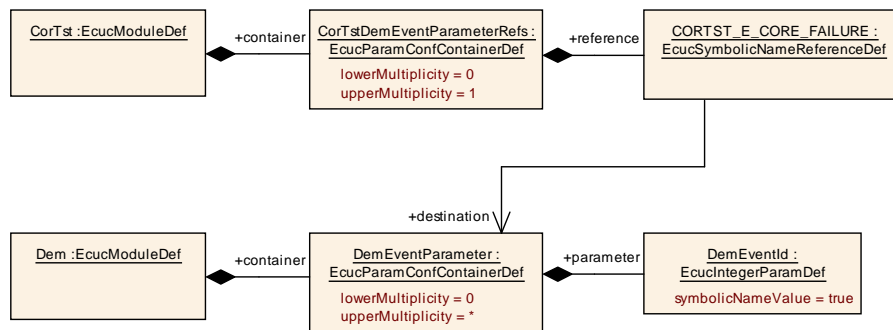 CorTst :EcucModuleDef
+container
CorTstDemEventParameterRefs :
EcucParamConfContainerDef
lowerMultiplicity = 0
upperMultiplicity = 1
+reference
CORTST_E_CORE_FAILURE :
EcucSymbolicNameReferenceDef
+destination
Dem :EcucModuleDef
+container
DemEventParameter :
EcucParamConfContainerDef
lowerMultiplicity = 0
upperMultiplicity = *
+parameter
DemEventId :
EcucIntegerParamDef
symbolicNameValue = true